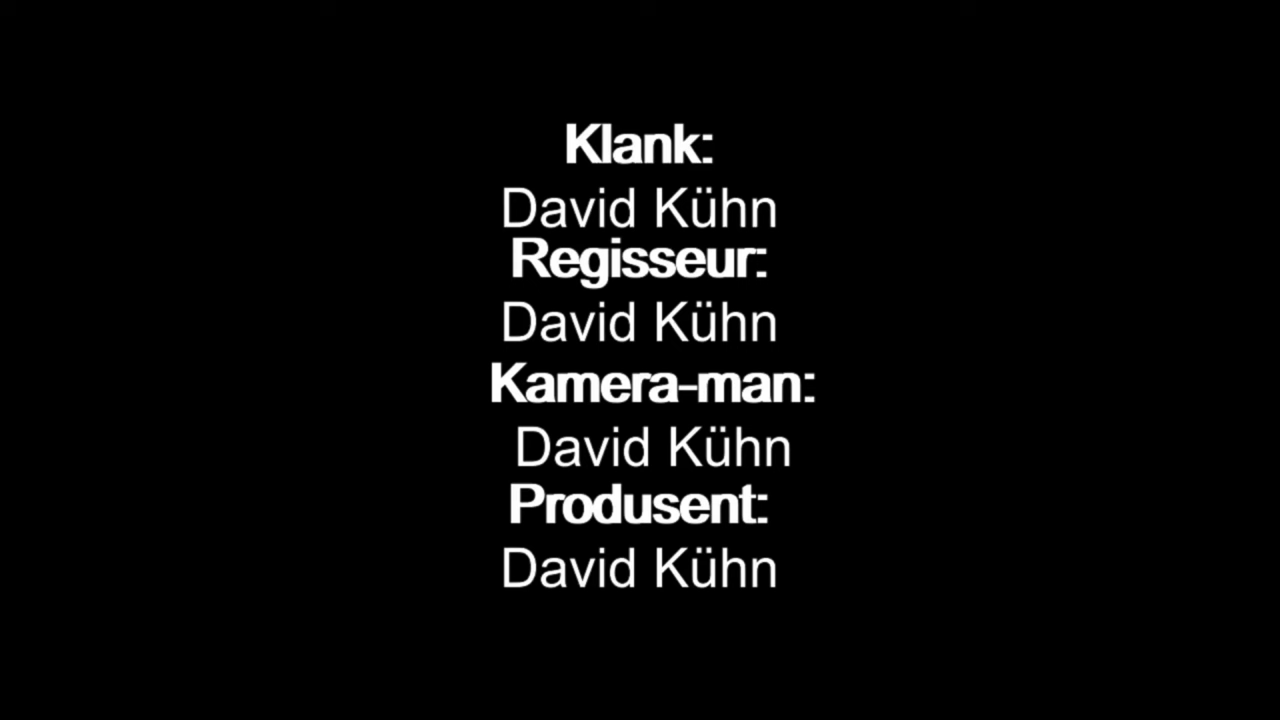 Klank:
David Kühn
Regisseur:
David Kühn
Kamera-man:
David Kühn
Produsent:
David Kühn